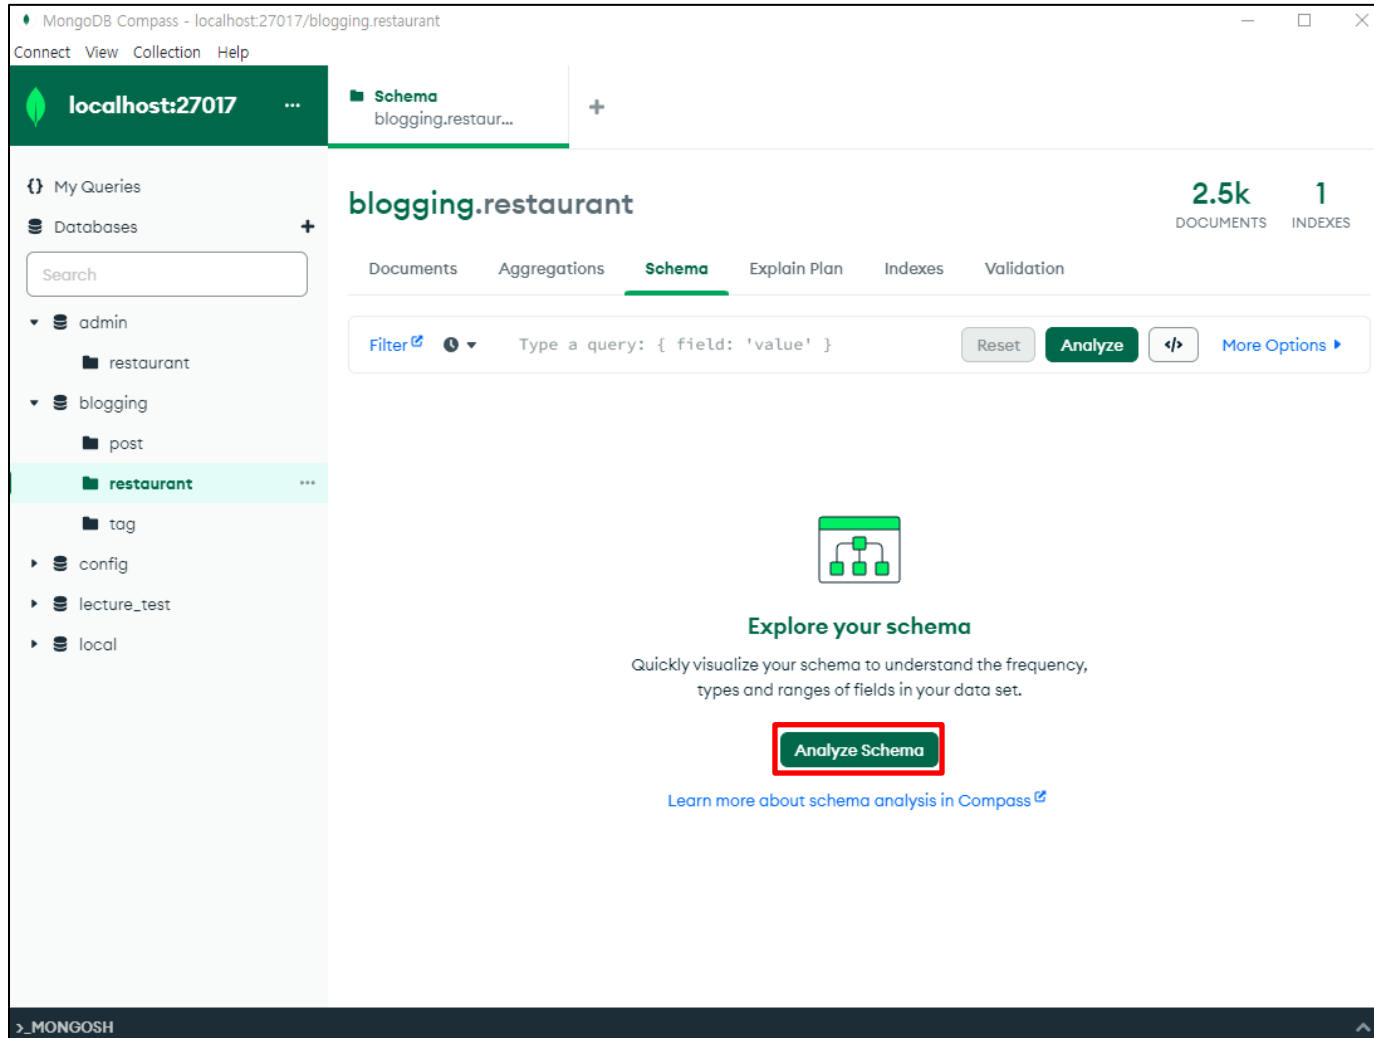 MongoDB Compass - localhost:27017/blogging.restaurant
Connect View Collection Help
localhost:27017 ...
Schema
blogging.restaur...
My Queries
Databases
Search
admin
restaurant
blogging
post
restaurant
tag
config
lecture_test
local
blogging.restaurant
2.5k
DOCUMENTS
1
INDEXES
Documents Aggregations Schema Explain Plan Indexes Validation
Filter Type a query: { field: 'value' } Reset Analyze </> More Options
Explore your schema
Quickly visualize your schema to understand the frequency,
types and ranges of fields in your data set.
Analyze Schema
Learn more about schema analysis in Compass
>_MONGOSH